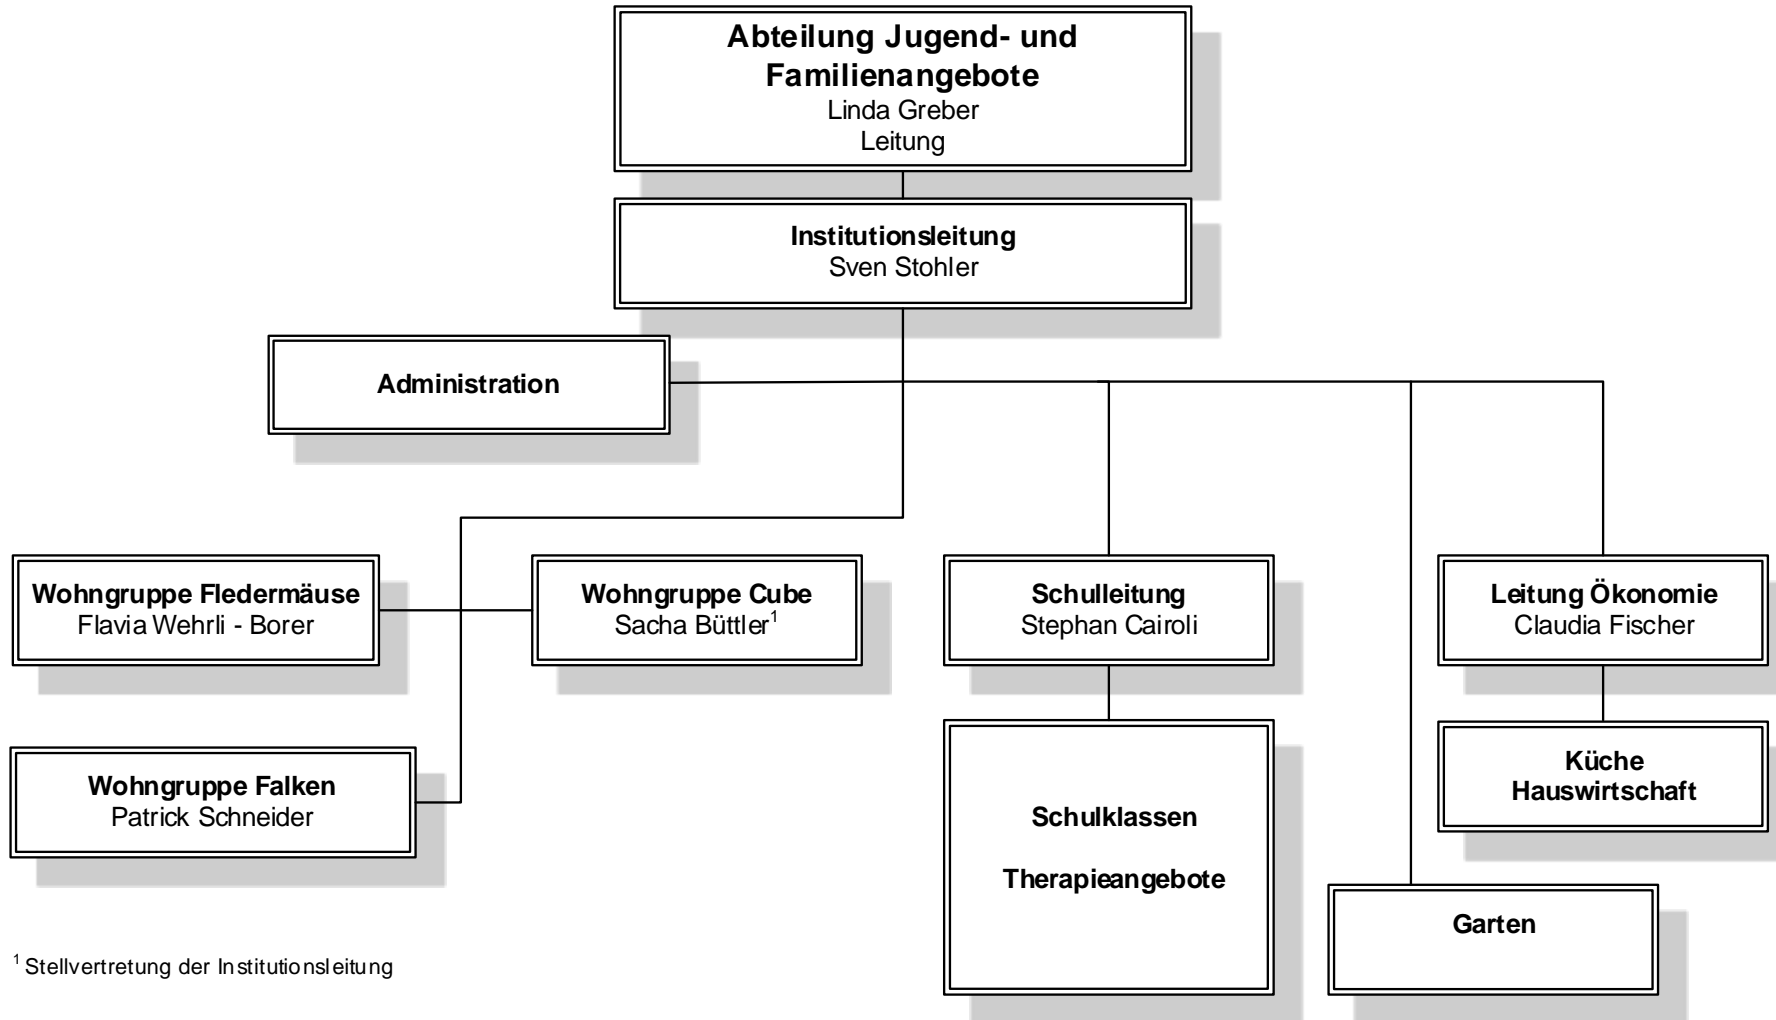 Abteilung Jugend- und
Familienangebote
Linda Greber
Leitung
Institutionsleitung
Sven Stohler
Administration
Wohngruppe Fledermäuse
Flavia Wehrli - Borer
Wohngruppe Cube
Sacha Büttler¹
Schulleitung
Stephan Cairoli
Leitung Ökonomie
Claudia Fischer
Wohngruppe Falken
Patrick Schneider
Schulklassen
Therapieangebote
Küche
Hauswirtschaft
Garten
¹ Stellvertretung der Institutionsleitung